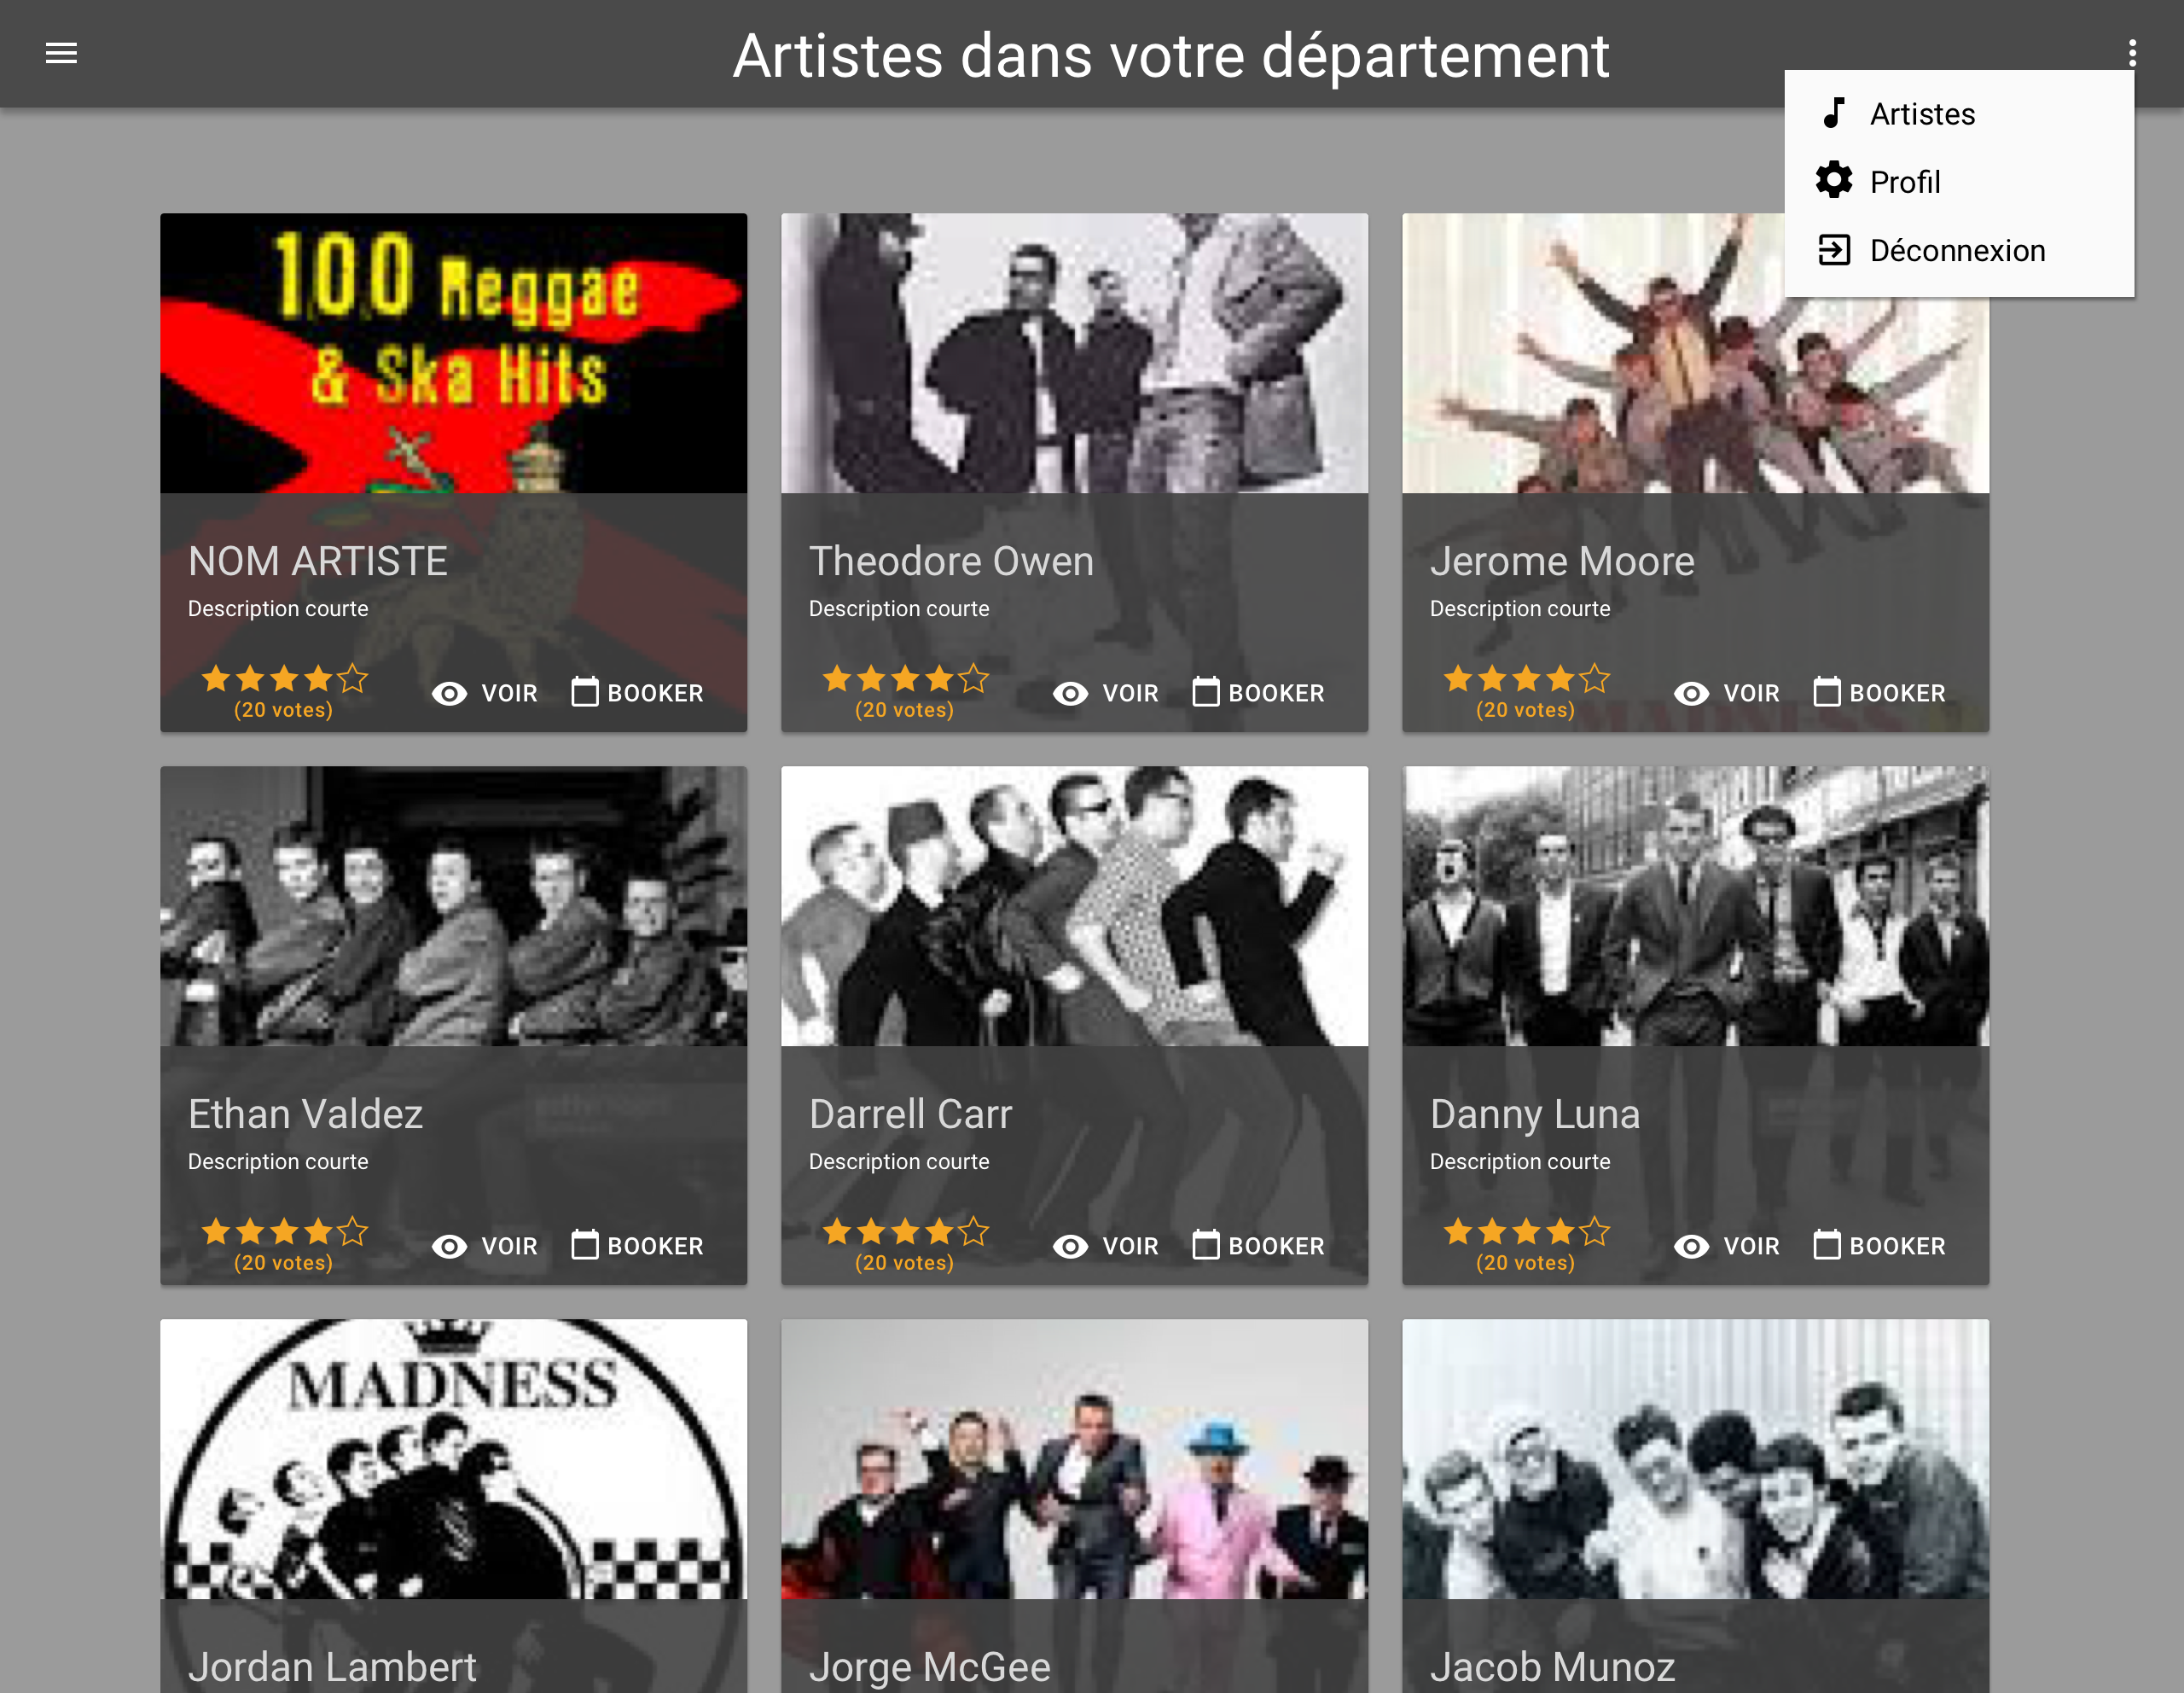 Artistes dans votre département
Artistes
Profil
Déconnexion
100 Reggae
& Ska Hits
NOM ARTISTE
Description courte
(20 votes)
VOIR
BOOKER
Theodore Owen
Description courte
(20 votes)
VOIR
BOOKER
Jerome Moore
Description courte
(20 votes)
VOIR
BOOKER
MADNESS
Ethan Valdez
Description courte
(20 votes)
VOIR
BOOKER
Darrell Carr
Description courte
(20 votes)
VOIR
BOOKER
Danny Luna
Description courte
(20 votes)
VOIR
BOOKER
MADNESS
Jordan Lambert
Jorge McGee
Jacob Munoz